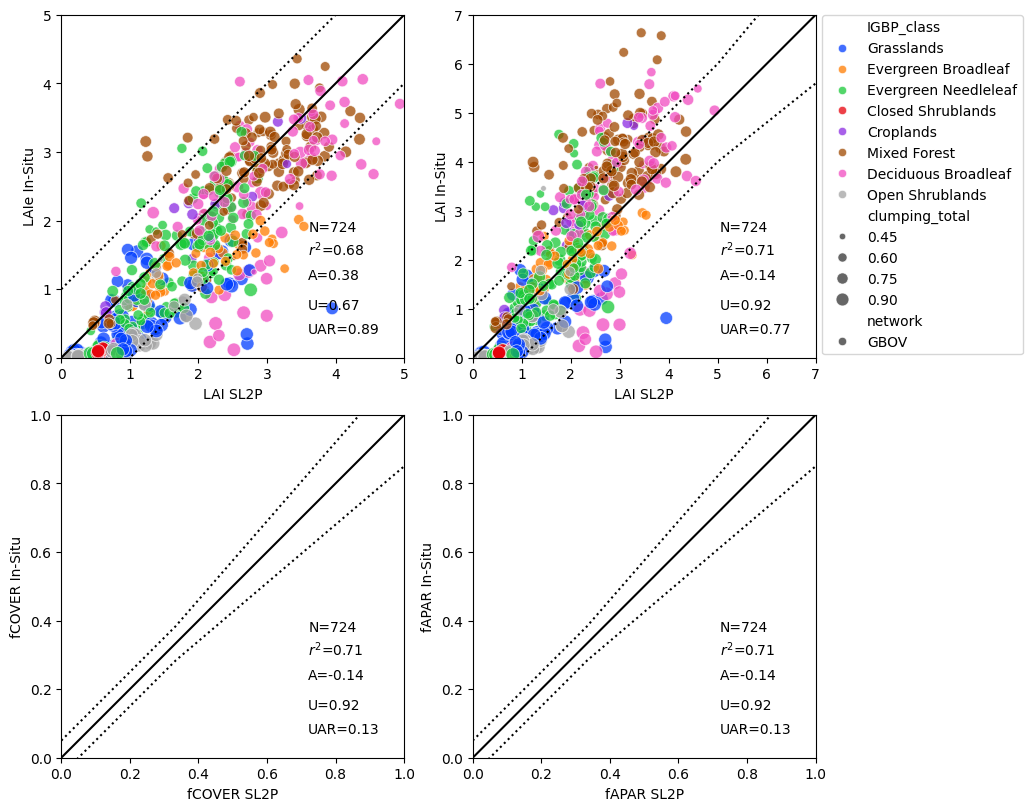 5
4
3
2
1
0
0
1
2
3
4
5
LAIe In-Situ
LAI SL2P
N=724
r²=0.68
A=0.38
U=0.67
UAR=0.89
7
6
5
4
3
2
1
0
0
1
2
3
4
5
6
7
LAI In-Situ
LAI SL2P
N=724
r²=0.71
A=-0.14
U=0.92
UAR=0.77
IGBP_class
Grasslands
Evergreen Broadleaf
Evergreen Needleleaf
Closed Shrublands
Croplands
Mixed Forest
Deciduous Broadleaf
Open Shrublands
clumping_total
0.45
0.60
0.75
0.90
network
GBOV
1.0
0.8
0.6
0.4
0.2
0.0
0.0
0.2
0.4
0.6
0.8
1.0
fCOVER In-Situ
fCOVER SL2P
N=724
r²=0.71
A=-0.14
U=0.92
UAR=0.13
1.0
0.8
0.6
0.4
0.2
0.0
0.0
0.2
0.4
0.6
0.8
1.0
fAPAR In-Situ
fAPAR SL2P
N=724
r²=0.71
A=-0.14
U=0.92
UAR=0.13